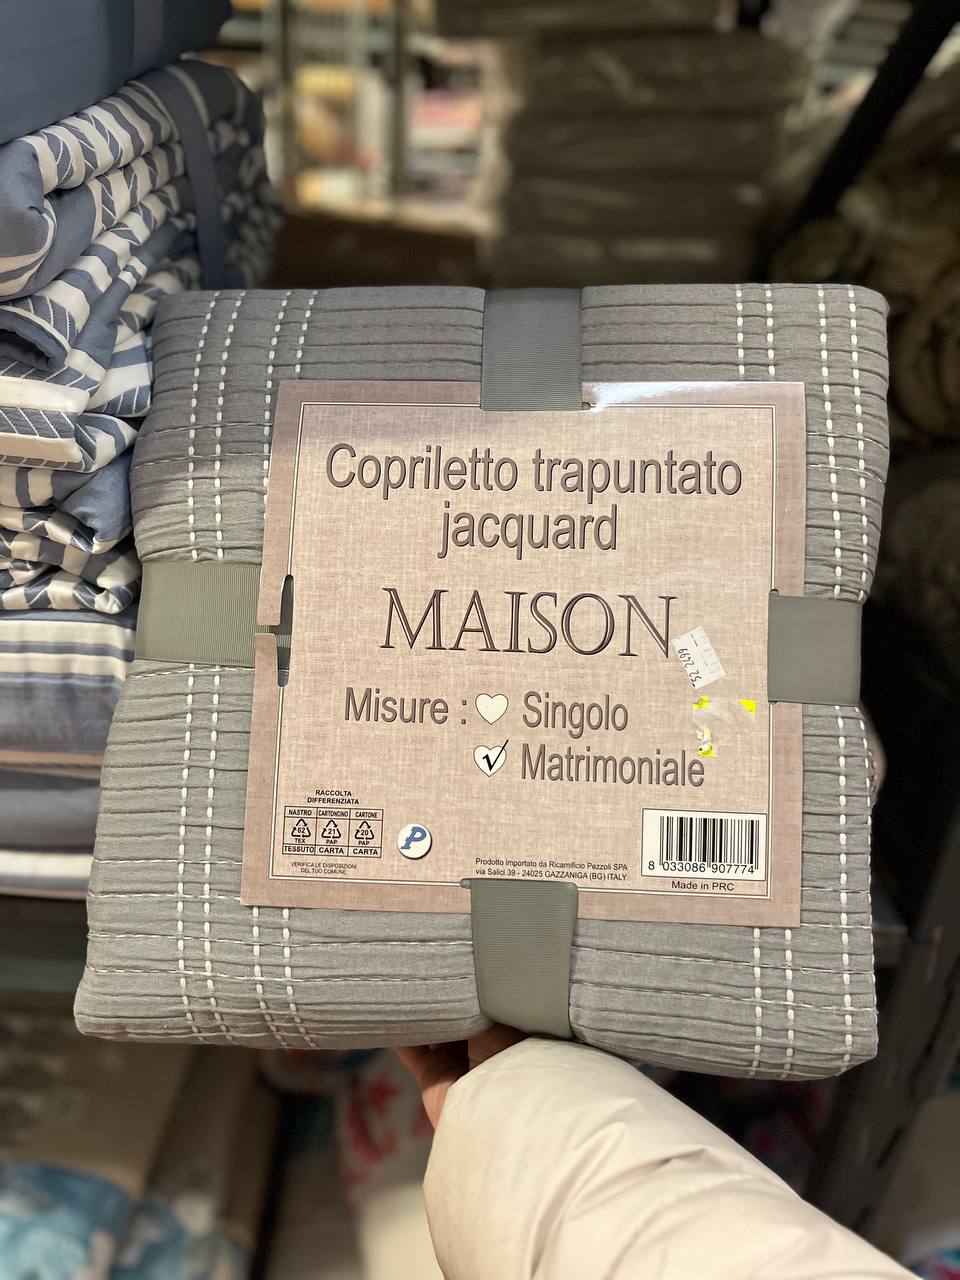 Copriletto trapuntato
jacquard
MAISON
Misure : Singolo
√ Matrimoniale
52 2499
RACCOLTA
DIFFERENZIATA
NASTRO CARTONCINO CARTONE
62 21 20
TEX PAP PAP
TESSUTO CARTA CARTA
VERIFICA LE DISPOSIZIONI
DEL TUO COMUNE
P
Prodotto importato da Ricamificio Pezzoli SPA
via Salici 39 - 24025 GAZZANIGA (BG) ITALY
8 033086 907774
Made in PRC